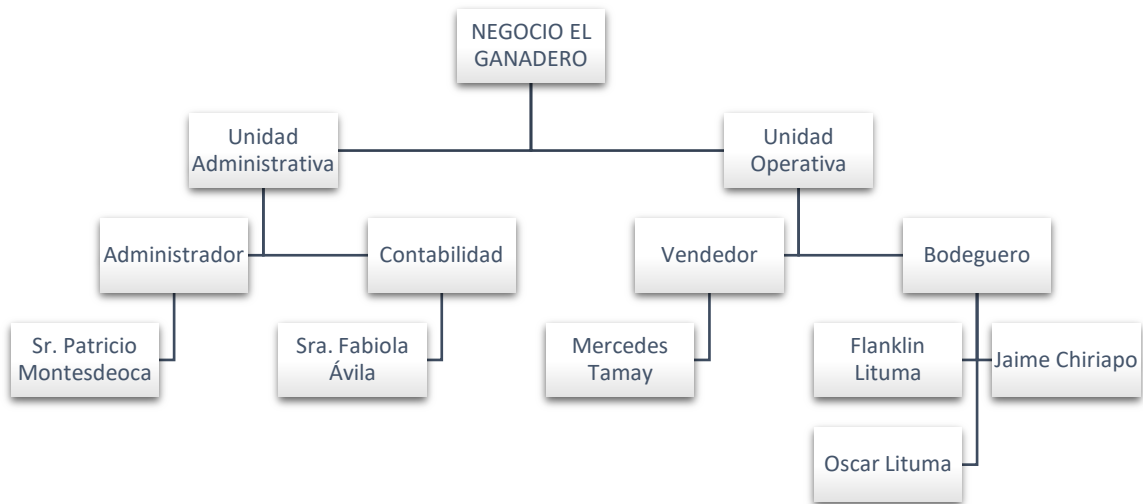 NEGOCIO EL
GANADERO
Unidad
Administrativa
Unidad
Operativa
Administrador
Contabilidad
Vendedor
Bodeguero
Sr. Patricio
Montesdeoca
Sra. Fabiola
Ávila
Mercedes
Tamay
Flanklin
Lituma
Jaime Chiriapo
Oscar Lituma